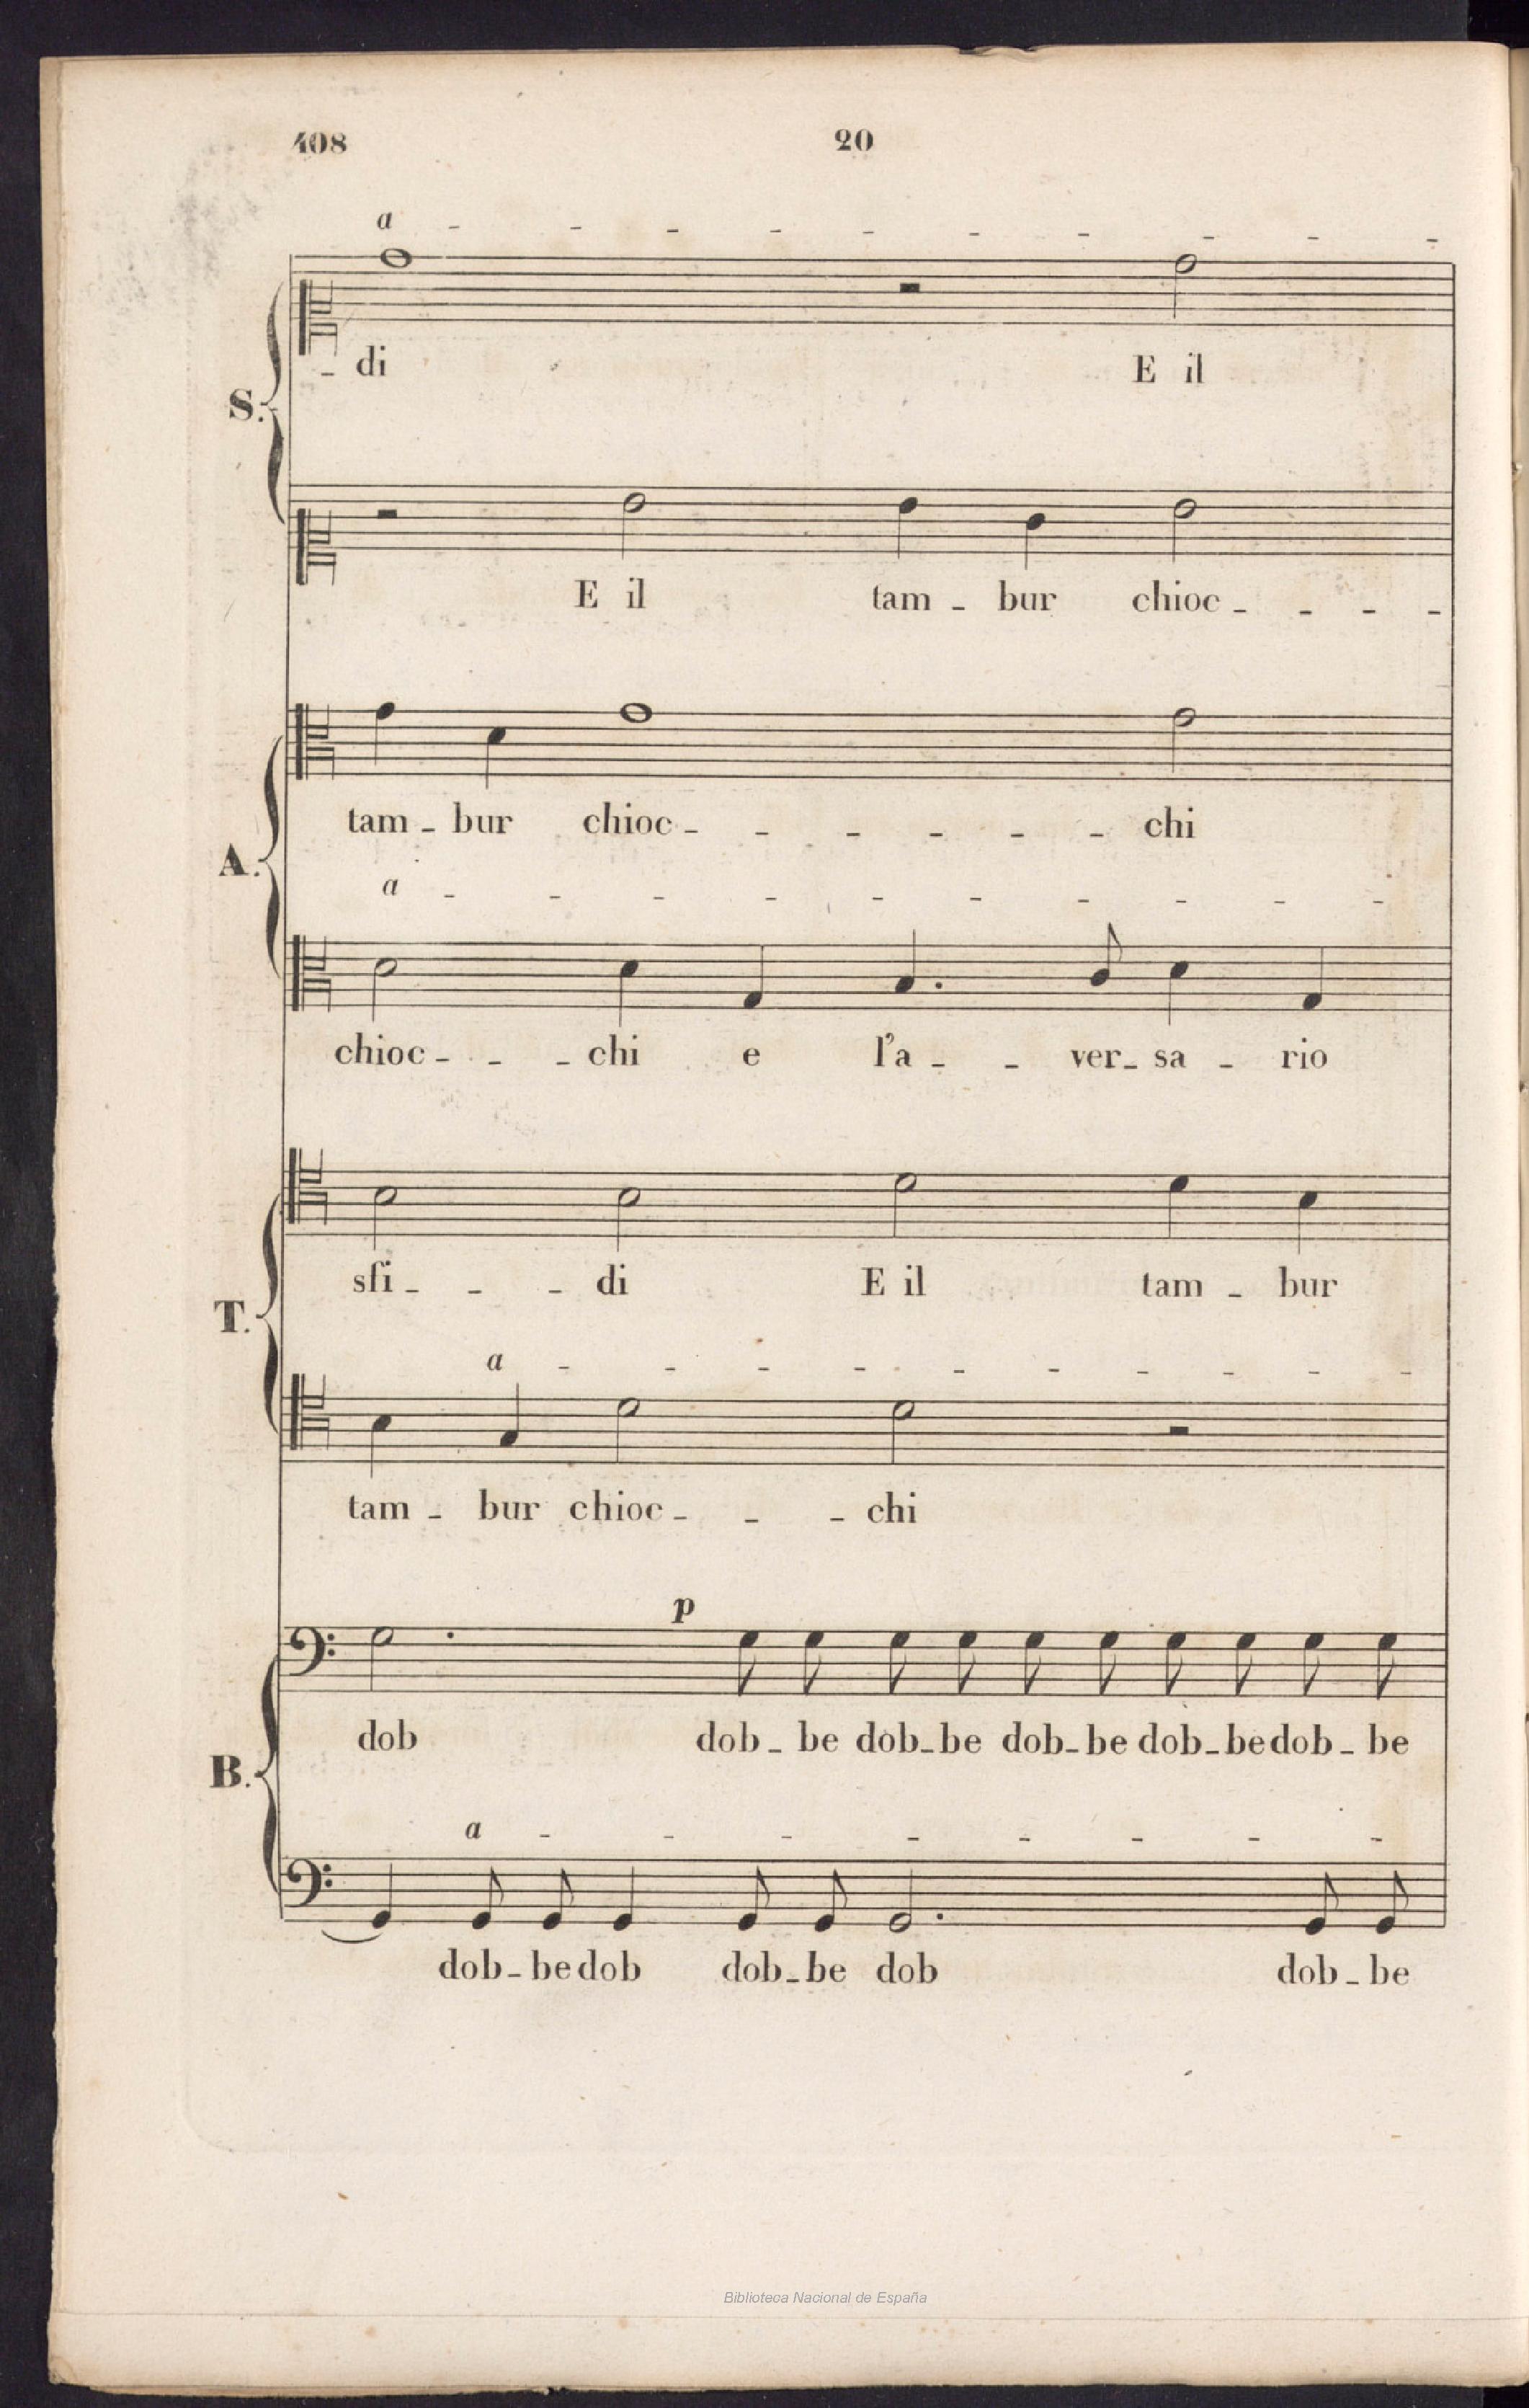 408 20
a - - - - - - - - - -
- di E il
S.
E il tam - bur chioc - - - -
tam - bur chioc - - - - - chi
A.
a - - - - - - - - -
chioc - - - chi e l'a - - ver - sa - rio
sfi - - - di E il tam - bur
T.
a - - - - - - - - -
tam - bur chioc - - - chi
p
dob dob - be dob - be dob - be dob - be dob - be
B.
a - - - - - - - -
dob - be dob dob - be dob dob - be
Biblioteca Nacional de España